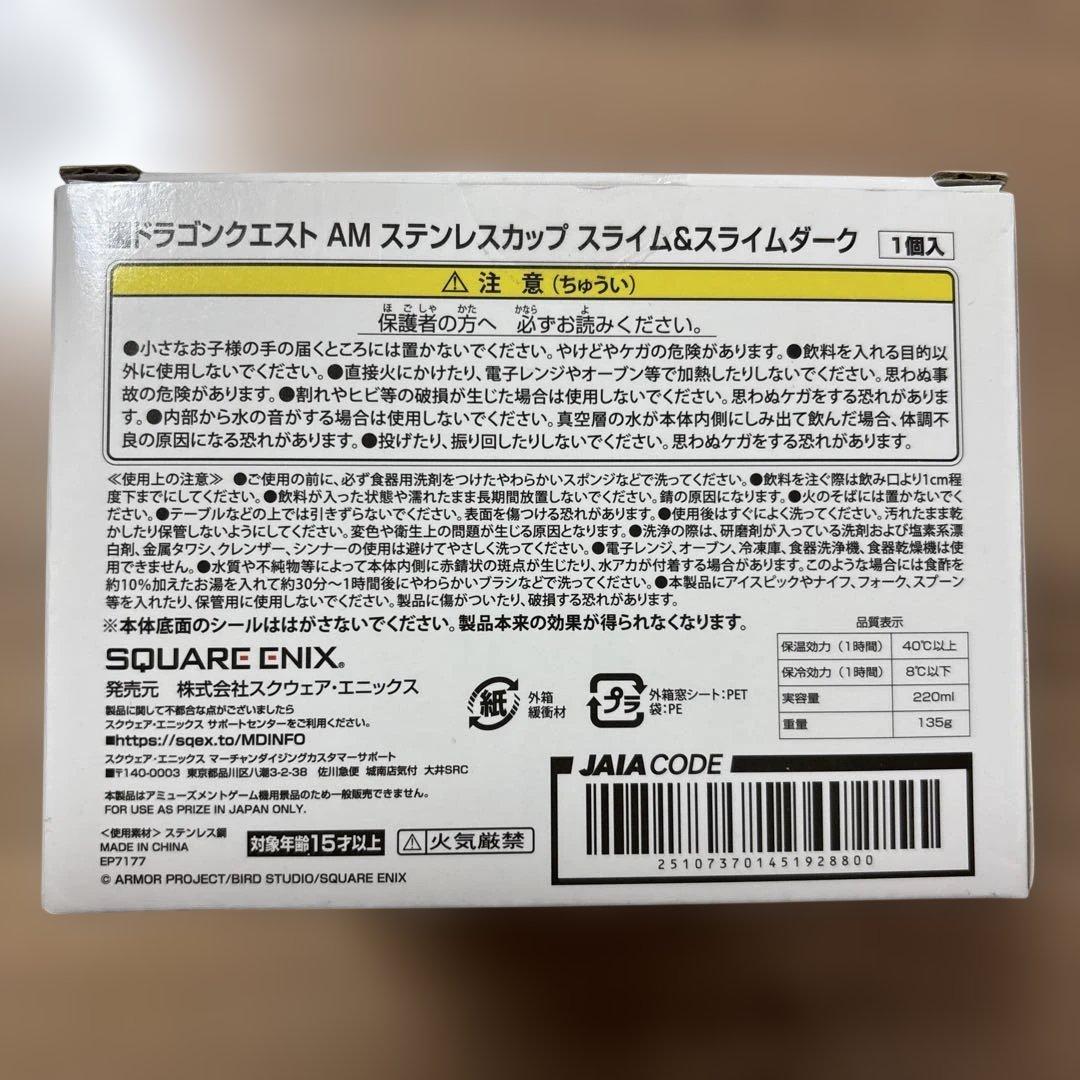 ■ドラゴンクエスト AM ステンレスカップ スライム&スライムダーク 1個入
⚠ 注 意(ちゅうい)
保護者の方へ 必ずお読みください。
●小さなお子様の手の届くところには置かないでください。やけどやケガの危険があります。●飲料を入れる目的以
外に使用しないでください。●直接火にかけたり、電子レンジやオーブン等で加熱したりしないでください。思わぬ事
故の危険があります。●割れやヒビ等の破損が生じた場合は使用しないでください。思わぬケガをする恐れがありま
す。●内部から水の音がする場合は使用しないでください。真空層の水が本体内側にしみ出て飲んだ場合、体調不
良の原因になる恐れがあります。●投げたり、振り回したりしないでください。思わぬケガをする恐れがあります。
≪使用上の注意≫ ●ご使用の前に、必ず食器用洗剤をつけたやわらかいスポンジなどで洗ってください。●飲料を注ぐ際は飲み口より1cm程
度下までにしてください。●飲料が入った状態や濡れたまま長期間放置しないでください。錆の原因になります。●火のそばには置かないでく
ださい。●テーブルなどの上では引きずらないでください。表面を傷つける恐れがあります。●使用後はすぐによく洗ってください。汚れたまま乾
かしたり保管しないようにしてください。変色や衛生上の問題が生じる原因となります。●洗浄の際は、研磨剤が入っている洗剤および塩素系漂
白剤、金属タワシ、クレンザー、シンナーの使用は避けてやさしく洗ってください。●電子レンジ、オーブン、冷凍庫、食器洗浄機、食器乾燥機は使
用できません。●水質や不純物等によって本体内側に赤錆状の斑点が生じたり、水アカが付着する場合があります。このような場合には食酢を
約10%加えたお湯を入れて約30分～1時間後にやわらかいブラシなどで洗ってください。●本製品にアイスピックやナイフ、フォーク、スプーン
等を入れたり、保管用に使用しないでください。製品に傷がついたり、破損する恐れがあります。
※本体底面のシールははがさないでください。製品本来の効果が得られなくなります。
品質表示
保温効力(1時間) 40℃以上
保冷効力(1時間) 8℃以下
実容量 220ml
重量 135g
SQUARE ENIX®
発売元 株式会社スクウェア・エニックス
製品に関して不都合な点がございましたら
スクウェア・エニックス サポートセンターをご利用ください。
■https://sqex.to/MDINFO
スクウェア・エニックス マーチャンダイジングカスタマーサポート
■〒140-0003 東京都品川区八潮3-2-38 佐川急便 城南店気付 大井SRC
本製品はアミューズメントゲーム機用景品のため一般販売できません。
FOR USE AS PRIZE IN JAPAN ONLY.
<使用素材> ステンレス鋼
MADE IN CHINA
EP7177
対象年齢15才以上
⚠火気厳禁
© ARMOR PROJECT/BIRD STUDIO/SQUARE ENIX
紙 外箱
緩衝材
プラ 外箱窓シート:PET
袋:PE
JAIA CODE
251073701451928800